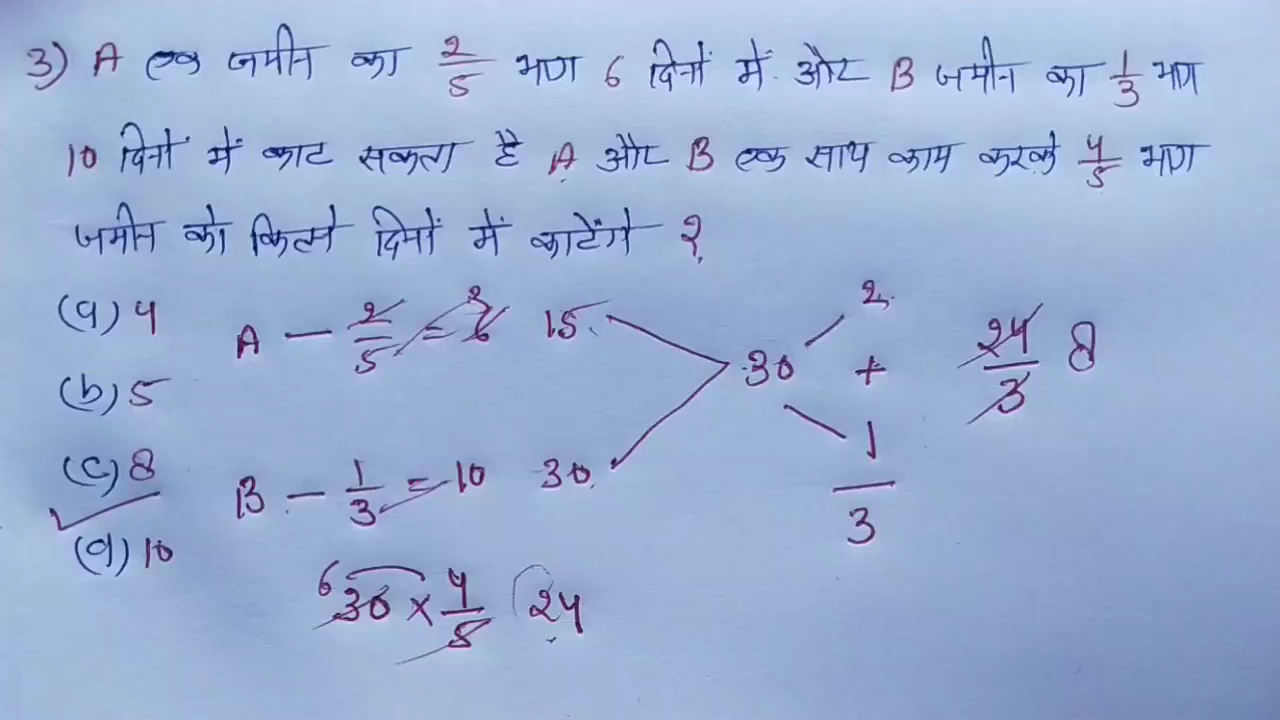 3) A एक जमीन का 2/5 भाग 6 दिनों में और B जमीन का 1/3 भाग
10 दिनों में काट सकता है A और B एक साथ काम करके 4/5 भाग
जमीन को कितने दिनों में काटेंगे ?
(a) 4
(b) 5
(c) 8
(d) 10
A — 2/5 = 6 3 15
B — 1/3 = 10 30
30
2
+
1
3
24/3 8
6 30 × 4/5 24